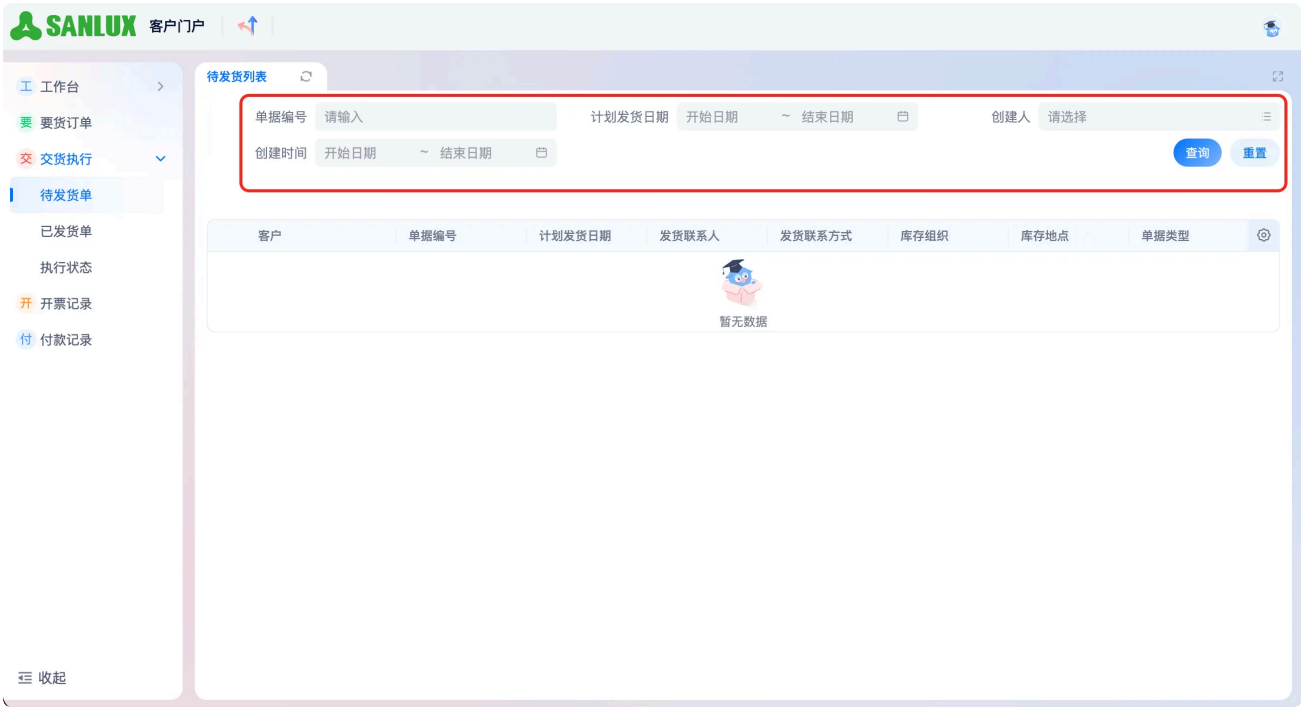 SANLUX 客户门户
工 工作台
要 要货订单
交 交货执行
待发货单
已发货单
执行状态
开 开票记录
付 付款记录
收起
待发货列表
单据编号 请输入 计划发货日期 开始日期 ~ 结束日期 创建人 请选择
创建时间 开始日期 ~ 结束日期 查询 重置
客户 单据编号 计划发货日期 发货联系人 发货联系方式 库存组织 库存地点 单据类型
暂无数据